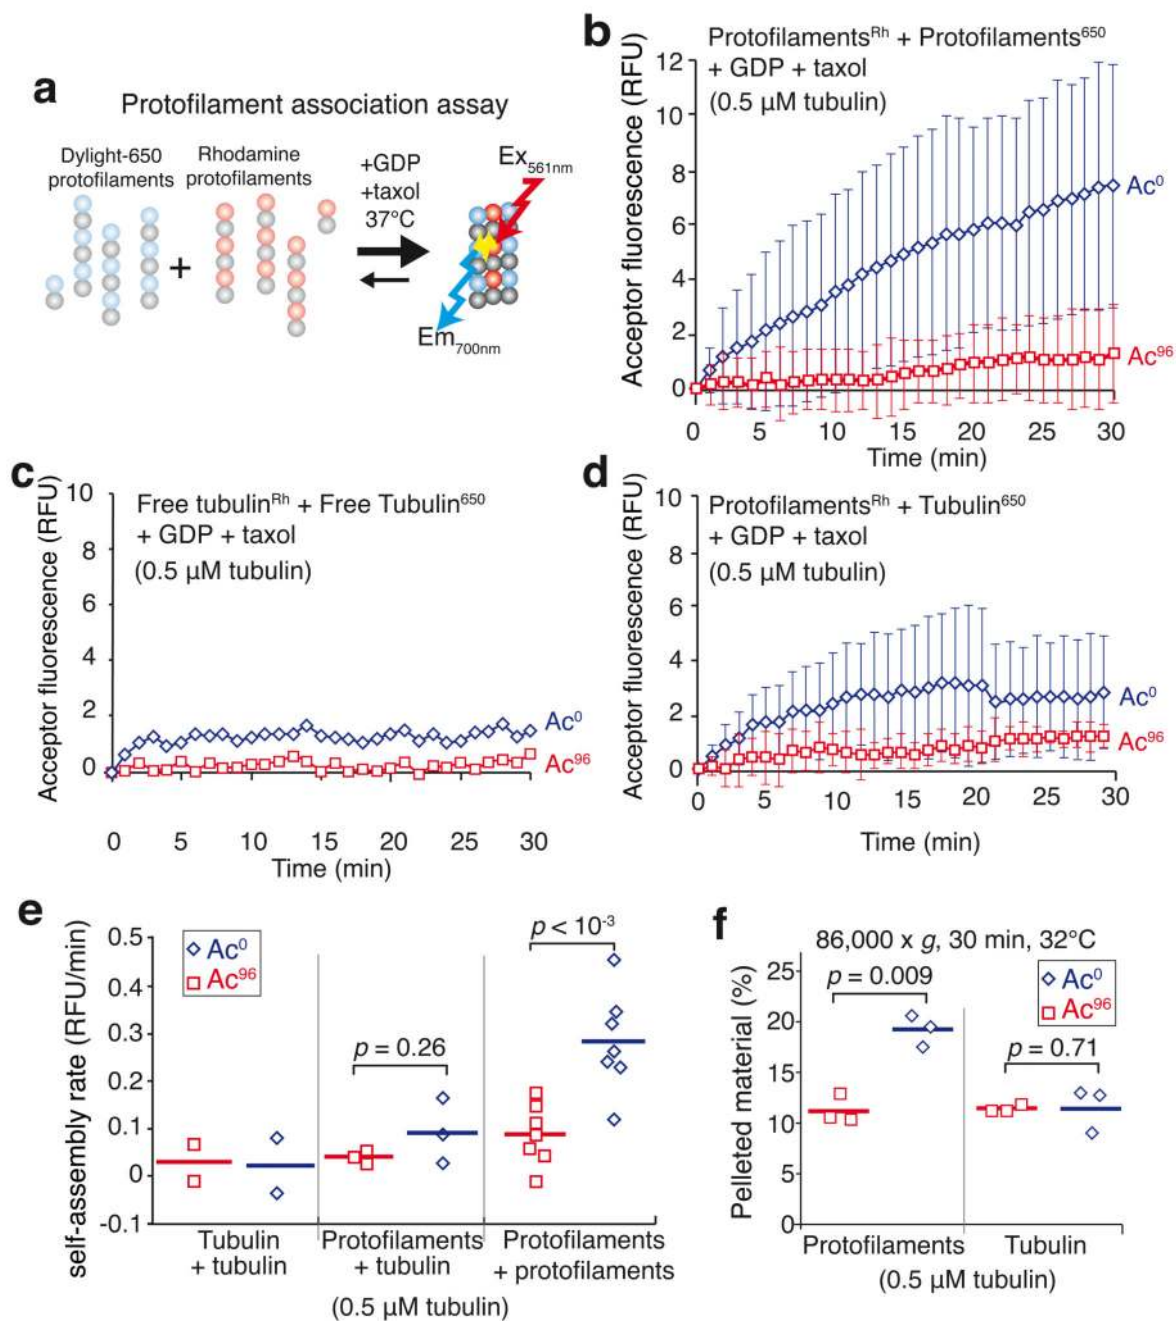 a
Protofilament association assay
Dylight-650
protofilaments
Rhodamine
protofilaments
+
+GDP
+taxol
37°C
Ex561nm
Em700nm
b
Protofilaments^Rh + Protofilaments^650
+ GDP + taxol
(0.5 µM tubulin)
Acceptor fluorescence (RFU)
12
10
8
6
4
2
0
Ac^0
Ac^96
0 5 10 15 20 25 30
Time (min)
c
Free tubulin^Rh + Free Tubulin^650
+ GDP + taxol
(0.5 µM tubulin)
Acceptor fluorescence (RFU)
10
8
6
4
2
0
Ac^0
Ac^96
0 5 10 15 20 25 30
Time (min)
d
Protofilaments^Rh + Tubulin^650
+ GDP + taxol
(0.5 µM tubulin)
Acceptor fluorescence (RFU)
10
8
6
4
2
0
Ac^0
Ac^96
0 5 10 15 20 25 30
Time (min)
e
self-assembly rate (RFU/min)
0.5
0.4
0.3
0.2
0.1
0
-0.1
Ac^0
Ac^96
p = 0.26
p < 10^-3
Tubulin
+ tubulin
Protofilaments
+ tubulin
Protofilaments
+ protofilaments
(0.5 µM tubulin)
f
86,000 x g, 30 min, 32°C
Pelleted material (%)
25
20
15
10
5
0
Ac^0
Ac^96
p = 0.009
p = 0.71
Protofilaments
Tubulin
(0.5 µM tubulin)